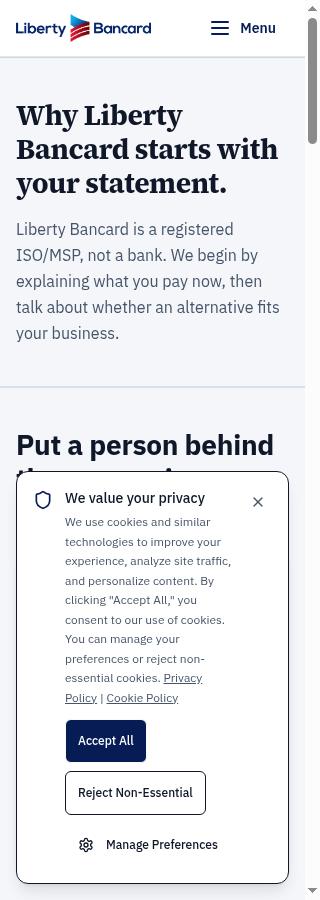 Liberty Bancard
Menu
Why Liberty
Bancard starts with
your statement.
Liberty Bancard is a registered
ISO/MSP, not a bank. We begin by
explaining what you pay now, then
talk about whether an alternative fits
your business.
Put a person behind
We value your privacy
We use cookies and similar
technologies to improve your
experience, analyze site traffic,
and personalize content. By
clicking "Accept All," you
consent to our use of cookies.
You can manage your
preferences or reject non-
essential cookies. Privacy
Policy | Cookie Policy
Accept All
Reject Non-Essential
Manage Preferences